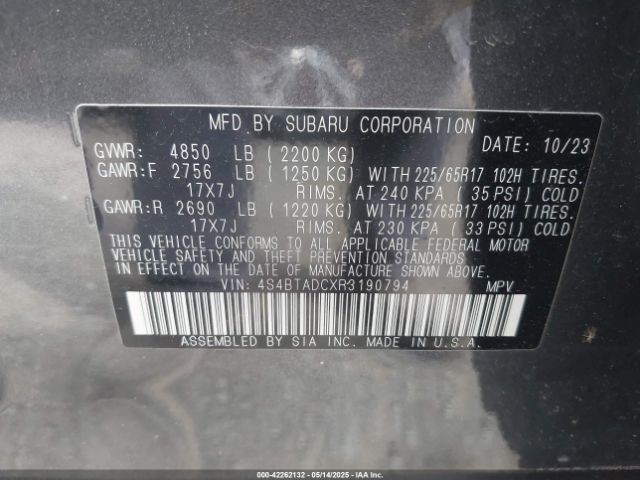 MFD. BY SUBARU CORPORATION DATE: 10/23
GVWR: 4850 LB (2200 KG)
GAWR:F 2756 LB (1250 KG) WITH 225/65R17 102H TIRES.
17X7J RIMS. AT 240 KPA (35 PSI) COLD
GAWR:R 2690 LB (1220 KG) WITH 225/65R17 102H TIRES.
17X7J RIMS. AT 230 KPA (33 PSI) COLD
THIS VEHICLE CONFORMS TO ALL APPLICABLE FEDERAL MOTOR
VEHICLE SAFETY AND THEFT PREVENTION STANDARDS
IN EFFECT ON THE DATE OF MANUFACTURE SHOWN ABOVE.
VIN: 4S4BTADCXR3190794 MPV
ASSEMBLED BY SIA INC. MADE IN U.S.A.
000-42262132 - 05/14/2025 - IAAI.COM